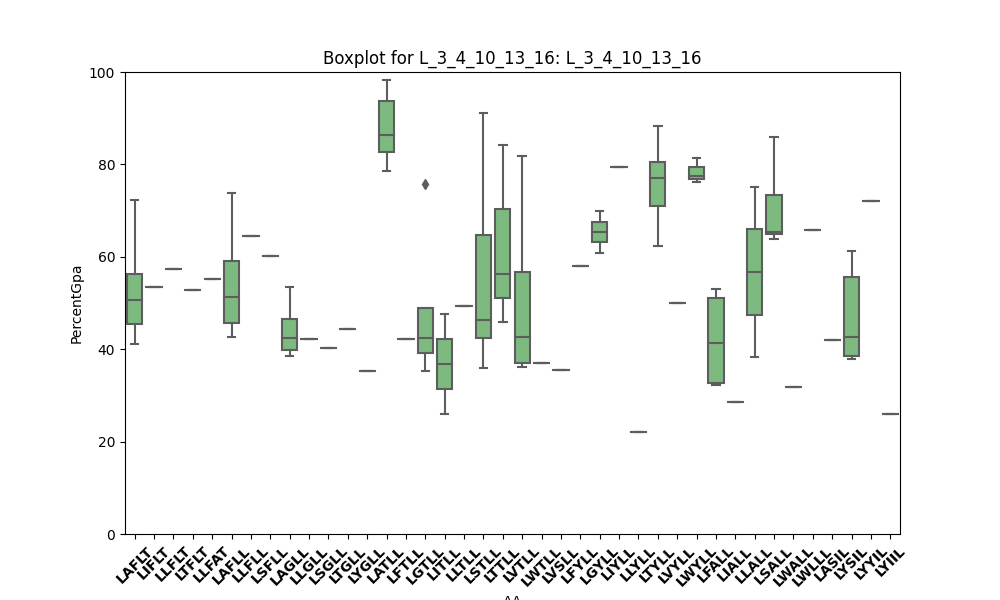 Boxplot for L_3_4_10_13_16: L_3_4_10_13_16
PercentGpa
100
80
60
40
20
0
LAFLT
LIFLT
LLFLT
LTFLT
LLFAT
LAFLL
LLFLL
LSFLL
LAGLL
LLGLL
LSGLL
LTGLL
LYGLL
LATLL
LFTLL
LGTLL
LITLL
LLTLL
LSTLL
LTTLL
LVTLL
LWTLL
LVSLL
LFYLL
LGYLL
LIYLL
LLYLL
LTYLL
LVYLL
LWYLL
LFALL
LIALL
LLALL
LSALL
LWALL
LWLLL
LASIL
LYSIL
LYYIL
LYIIL